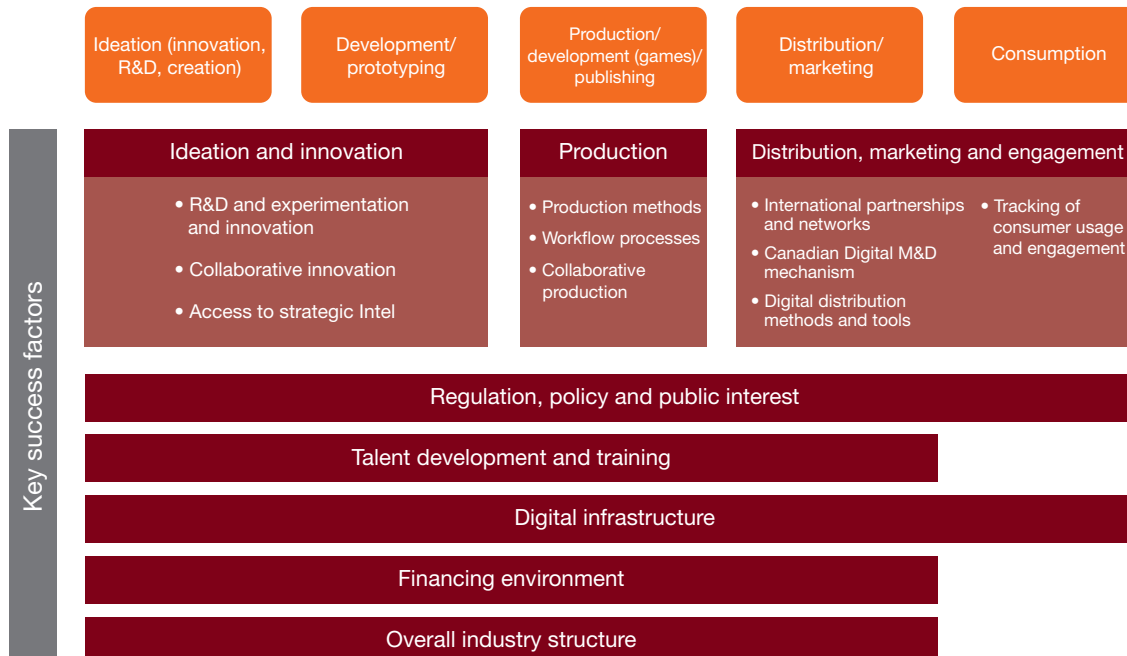 Ideation (innovation,
R&D, creation)
Development/
prototyping
Production/
development (games)/
publishing
Distribution/
marketing
Consumption
Key success factors
Ideation and innovation
• R&D and experimentation
and innovation
• Collaborative innovation
• Access to strategic Intel
Production
• Production methods
• Workflow processes
• Collaborative
production
Distribution, marketing and engagement
• International partnerships
and networks
• Canadian Digital M&D
mechanism
• Digital distribution
methods and tools
• Tracking of
consumer usage
and engagement
Regulation, policy and public interest
Talent development and training
Digital infrastructure
Financing environment
Overall industry structure